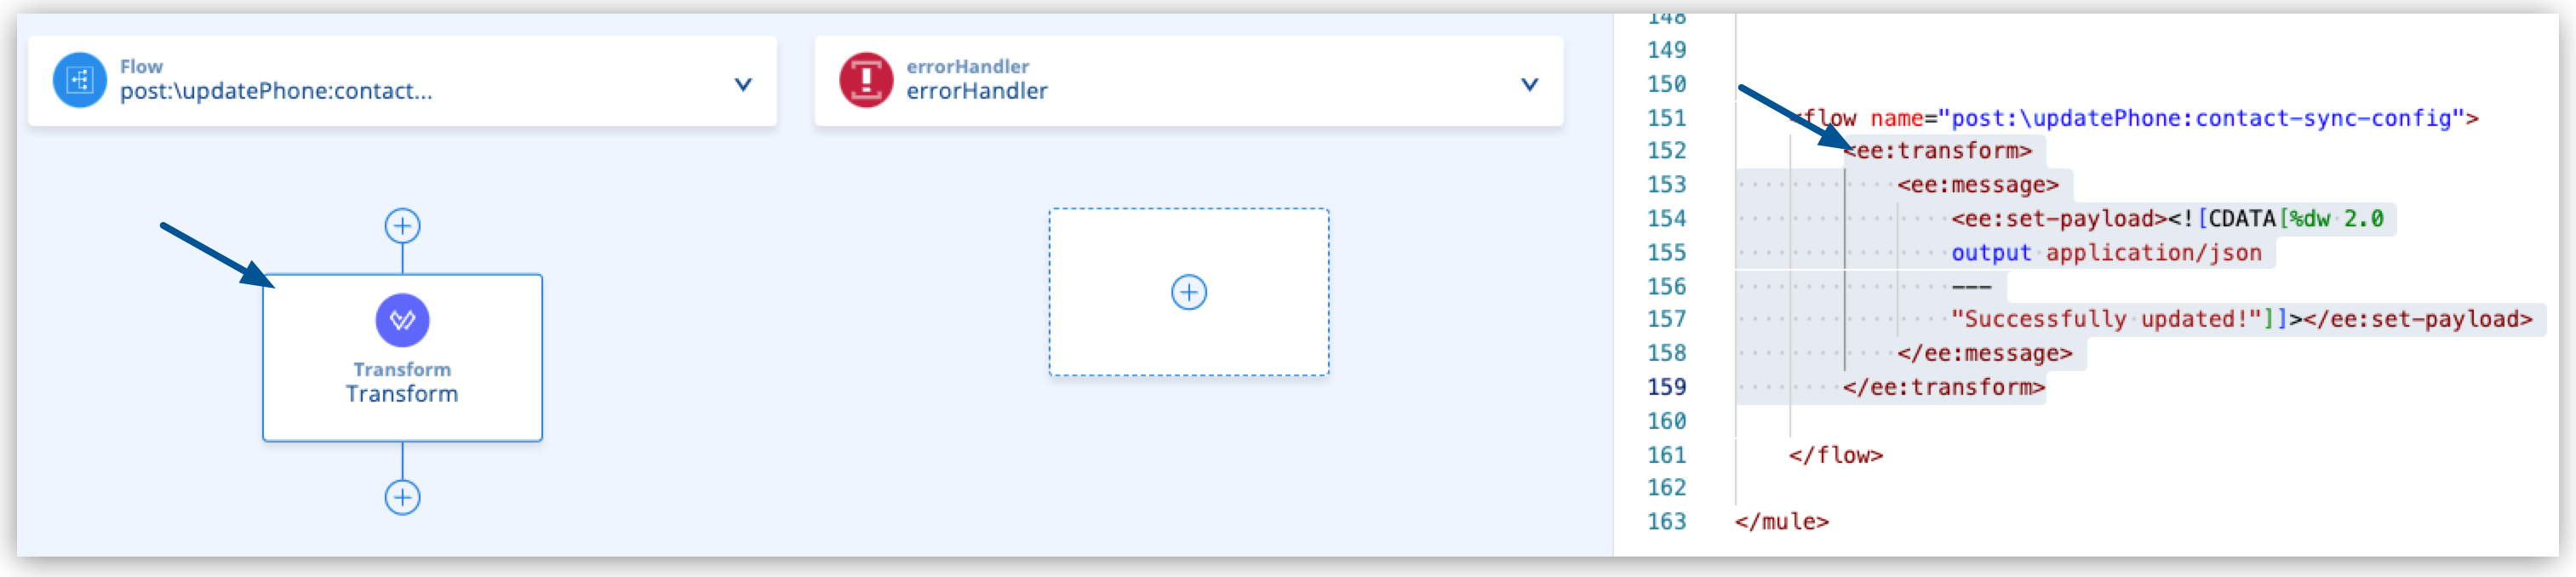 Flow
post:\updatePhone:contact...
errorHandler
errorHandler
Transform
Transform
148
149
150
151 <flow name="post:\updatePhone:contact-sync-config">
152 <ee:transform>
153 <ee:message>
154 <ee:set-payload><![CDATA[%dw 2.0
155 output application/json
156 ---
157 "Successfully updated!"]]></ee:set-payload>
158 </ee:message>
159 </ee:transform>
160
161 </flow>
162
163 </mule>